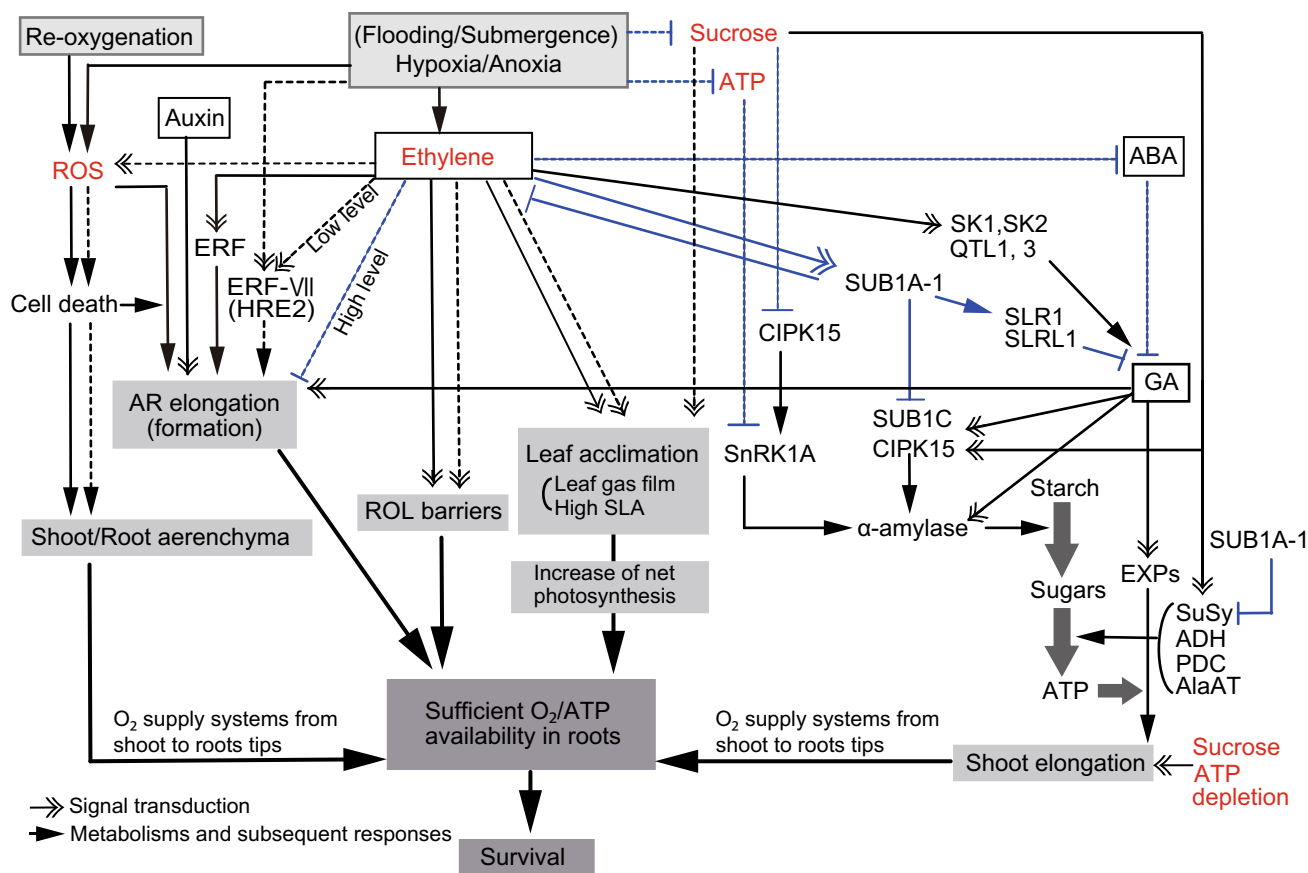 Re-oxygenation
(Flooding/Submergence)
Hypoxia/Anoxia
Sucrose
ATP
Auxin
ROS
Ethylene
ABA
Low level
High level
ERF
ERF-VII
(HRE2)
SK1,SK2
QTL1, 3
SUB1A-1
SLR1
SLRL1
Cell death
CIPK15
GA
AR elongation
(formation)
SUB1C
CIPK15
SnRK1A
Leaf acclimation
Leaf gas film
High SLA
ROL barriers
α-amylase
Starch
Shoot/Root aerenchyma
SUB1A-1
Increase of net
photosynthesis
Sugars
EXPs
SuSy
ADH
PDC
AlaAT
ATP
Sufficient O₂/ATP
availability in roots
O₂ supply systems from
shoot to roots tips
O₂ supply systems from
shoot to roots tips
Shoot elongation
Sucrose
ATP
depletion
Signal transduction
Metabolisms and subsequent responses
Survival